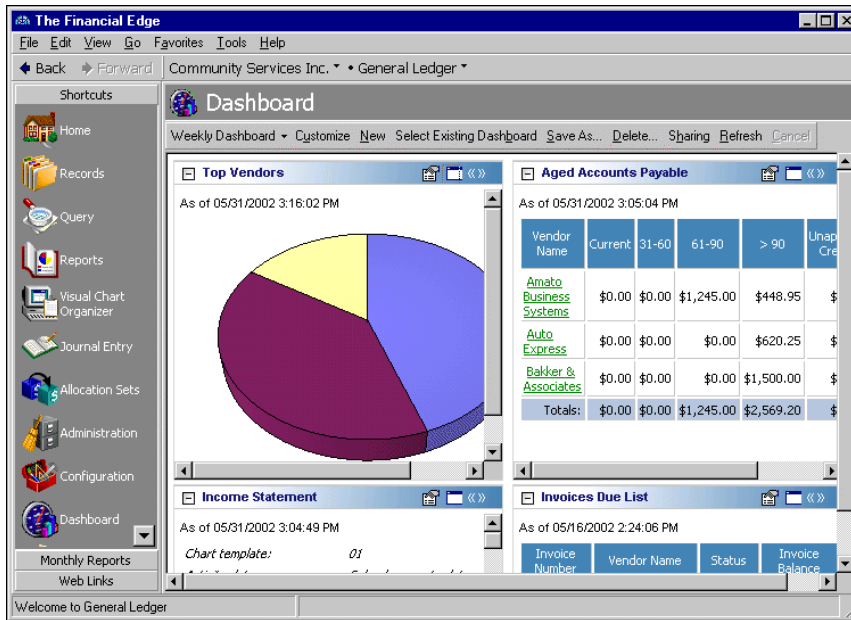 The Financial Edge
File Edit View Go Favorites Tools Help
Back Forward Community Services Inc. • General Ledger
Shortcuts
Home
Records
Query
Reports
Visual Chart
Organizer
Journal Entry
Allocation Sets
Administration
Configuration
Dashboard
Monthly Reports
Web Links
Dashboard
Weekly Dashboard Customize New Select Existing Dashboard Save As... Delete... Sharing Refresh Cancel
Top Vendors
As of 05/31/2002 3:16:02 PM
Aged Accounts Payable
As of 05/31/2002 3:05:04 PM
Vendor Name Current 31-60 61-90 > 90
Amato Business Systems $0.00 $0.00 $1,245.00 $448.95 $
Auto Express $0.00 $0.00 $0.00 $620.25 $
Bakker & Associates $0.00 $0.00 $0.00 $1,500.00 $
Totals: $0.00 $0.00 $1,245.00 $2,569.20 $
Income Statement
As of 05/31/2002 3:04:49 PM
Chart template: 01
Invoices Due List
As of 05/16/2002 2:24:06 PM
Invoice Number Vendor Name Status Invoice Balance
Welcome to General Ledger